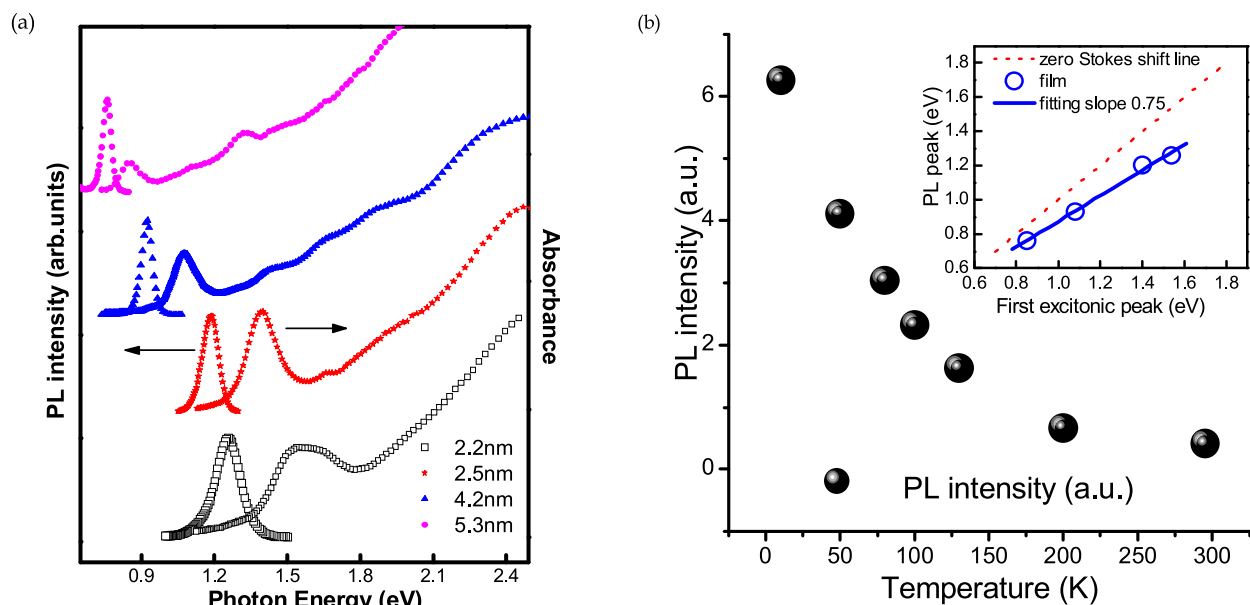 (a)
PL intensity (arb.units)
Absorbance
2.2nm
2.5nm
4.2nm
5.3nm
0.9 1.2 1.5 1.8 2.1 2.4
Photon Energy (eV)
(b)
PL intensity (a.u.)
6
4
2
0
PL intensity (a.u.)
0 50 100 150 200 250 300
Temperature (K)
zero Stokes shift line
film
fitting slope 0.75
PL peak (eV)
1.8
1.6
1.4
1.2
1.0
0.8
0.6
0.6 0.8 1.0 1.2 1.4 1.6 1.8
First excitonic peak (eV)